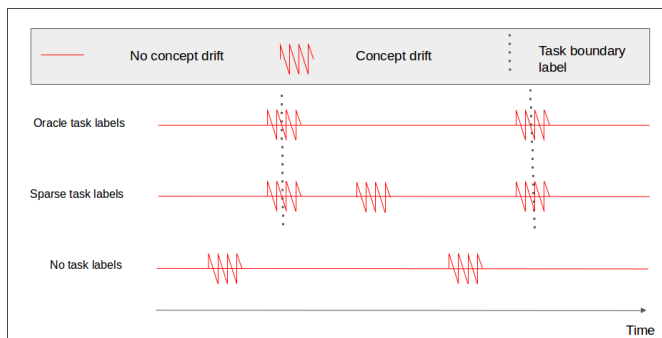 No concept drift
Concept drift
Task boundary
label
Oracle task labels
Sparse task labels
No task labels
Time